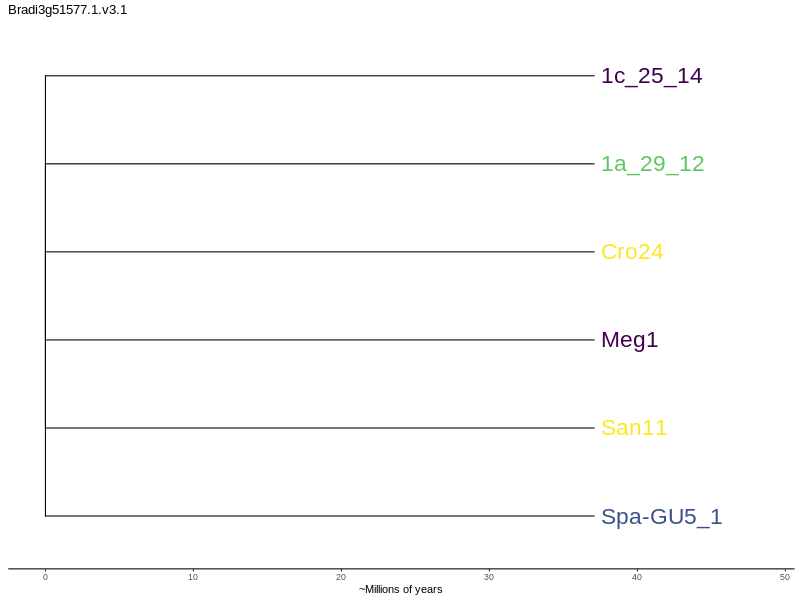 Bradi3g51577.1.v3.1
1c_25_14
1a_29_12
Cro24
Meg1
San11
Spa-GU5_1
0 10 20 30 40 50
~Millions of years